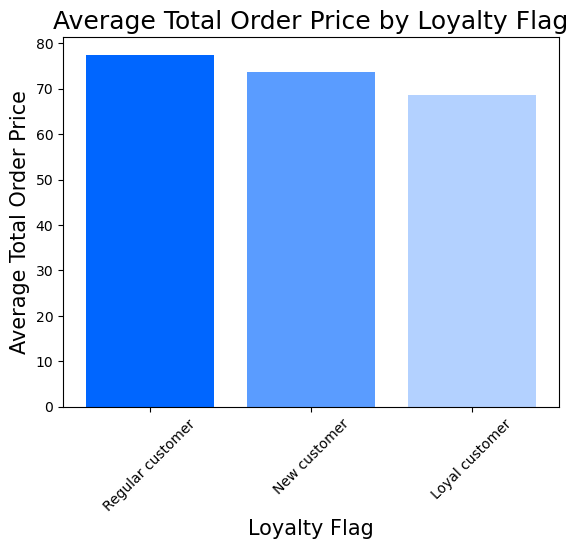 Average Total Order Price by Loyalty Flag
Average Total Order Price
80
70
60
50
40
30
20
10
0
Regular customer
New customer
Loyal customer
Loyalty Flag